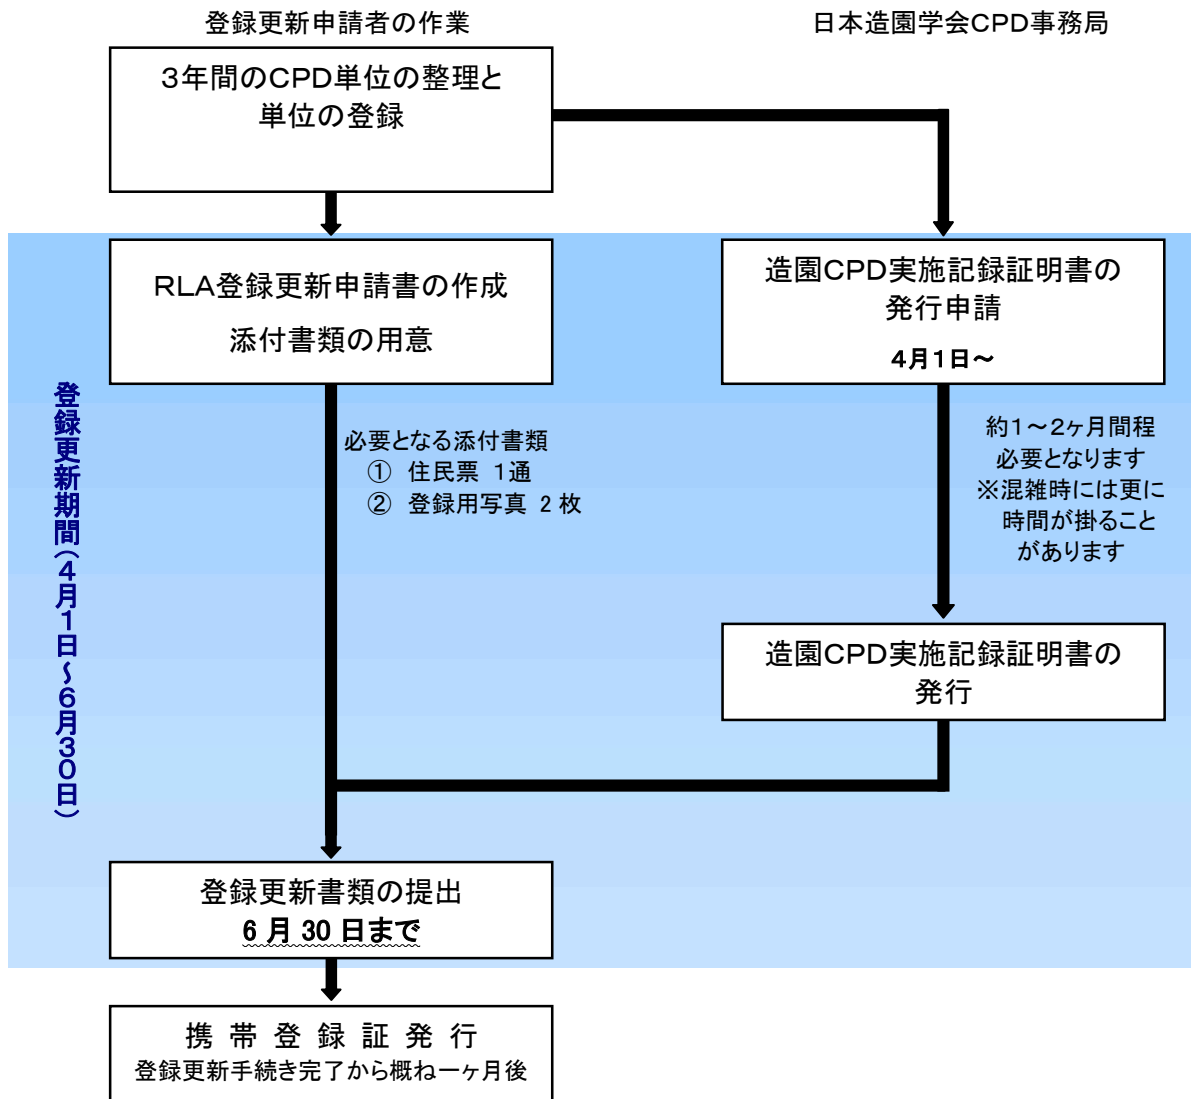 登録更新申請者の作業
日本造園学会CPD事務局
3年間のCPD単位の整理と
単位の登録
RLA登録更新申請書の作成
添付書類の用意
造園CPD実施記録証明書の
発行申請
4月1日～
登録更新期間(4月1日～6月30日)
必要となる添付書類
① 住民票 1通
② 登録用写真 2枚
約1～2ヶ月間程
必要となります
※混雑時には更に
時間が掛ること
があります
造園CPD実施記録証明書の
発行
登録更新書類の提出
6月30日まで
携帯登録証発行
登録更新手続き完了から概ね一ヶ月後